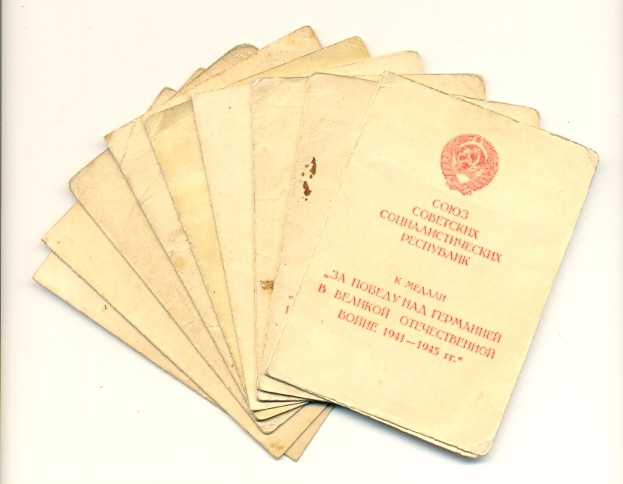 СОЮЗ
СОВЕТСКИХ
СОЦИАЛИСТИЧЕСКИХ
РЕСПУБЛИК
К МЕДАЛИ
„ЗА ПОБЕДУ НАД ГЕРМАНИЕЙ
В ВЕЛИКОЙ ОТЕЧЕСТВЕННОЙ
ВОЙНЕ 1941—1945 гг."